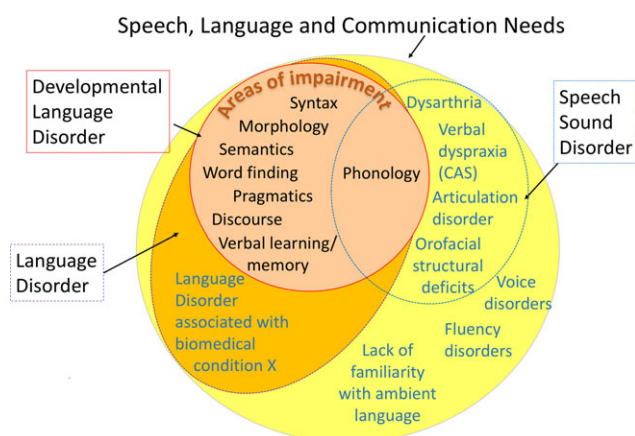 Speech, Language and Communication Needs
Developmental
Language
Disorder
Areas of impairment
Syntax
Morphology
Semantics
Word finding
Pragmatics
Discourse
Verbal learning/
memory
Phonology
Dysarthria
Verbal
dyspraxia
(CAS)
Articulation
disorder
Orofacial
structural
deficits
Speech
Sound
Disorder
Language
Disorder
Language
Disorder
associated with
biomedical
condition X
Voice
disorders
Fluency
disorders
Lack of
familiarity
with ambient
language